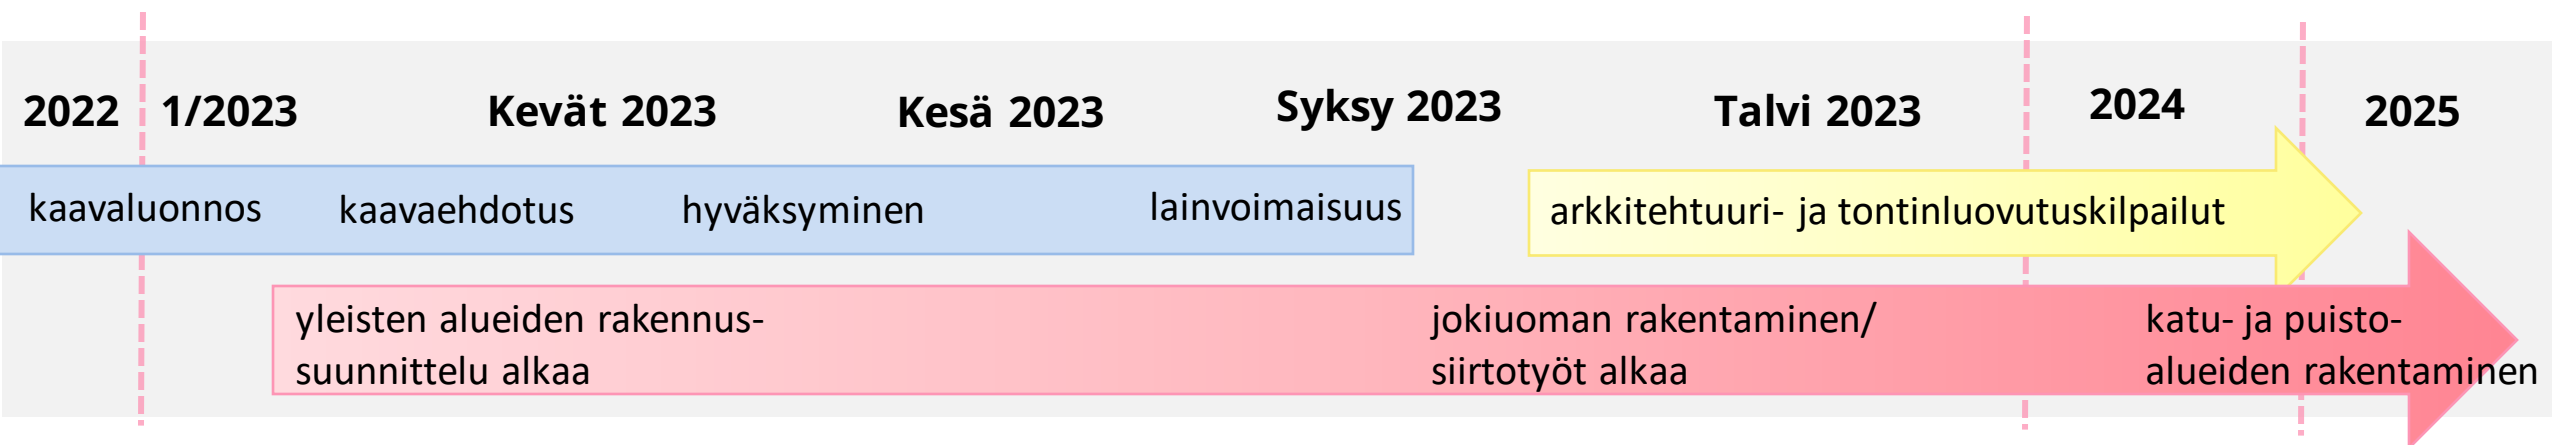 2022 1/2023 Kevät 2023 Kesä 2023 Syksy 2023 Talvi 2023 2024 2025
kaavaluonnos kaavaehdotus hyväksyminen lainvoimaisuus arkkitehtuuri- ja tontinluovutuskilpailut
yleisten alueiden rakennus-
suunnittelu alkaa
jokiuoman rakentaminen/
siirtotyöt alkaa
katu- ja puisto-
alueiden rakentaminen